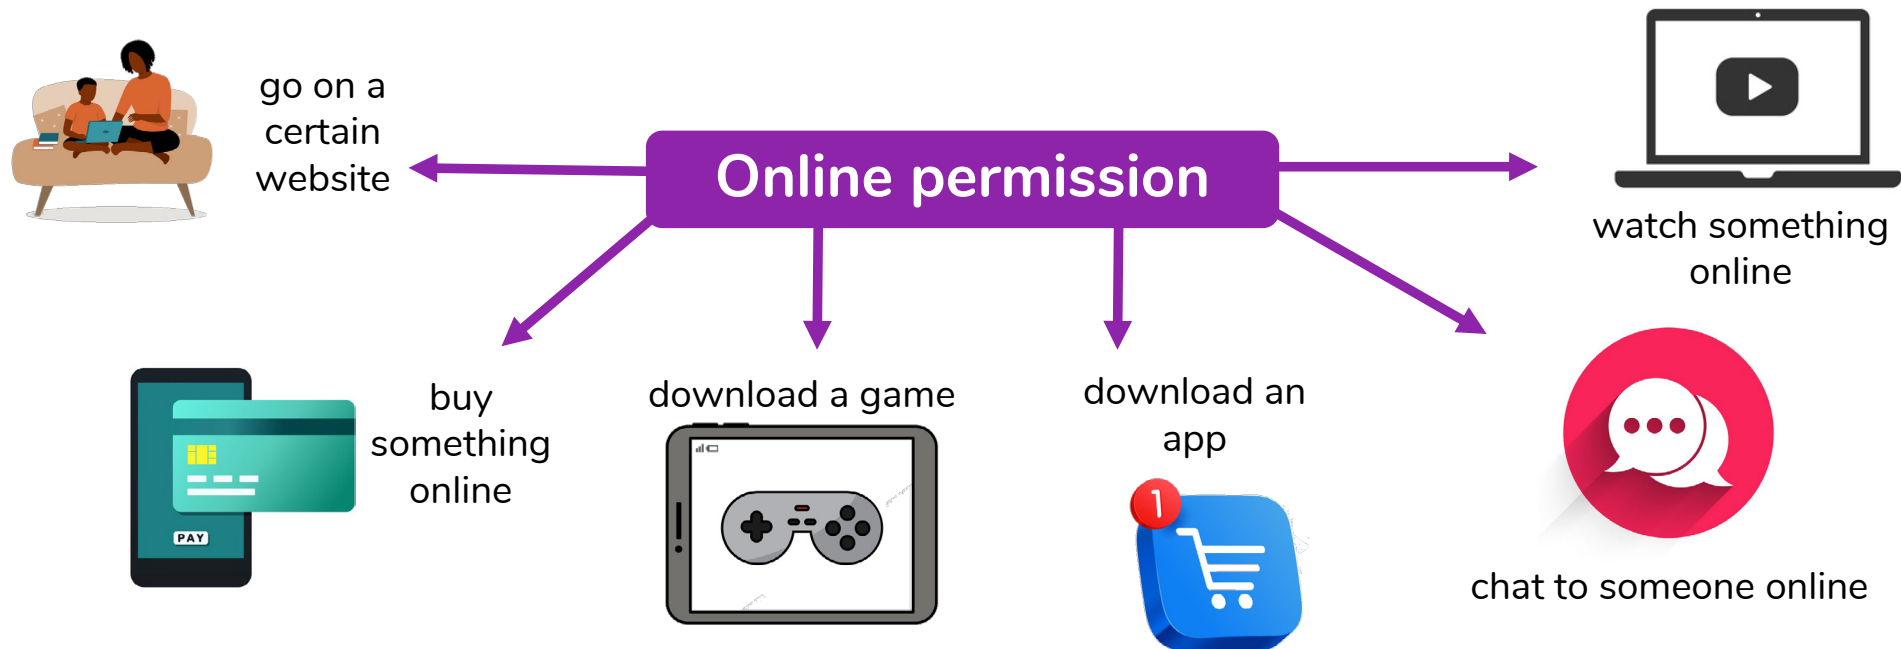 Online permission
go on a
certain
website
watch something
online
buy
something
online
download a game
download an
app
chat to someone online
PAY
1